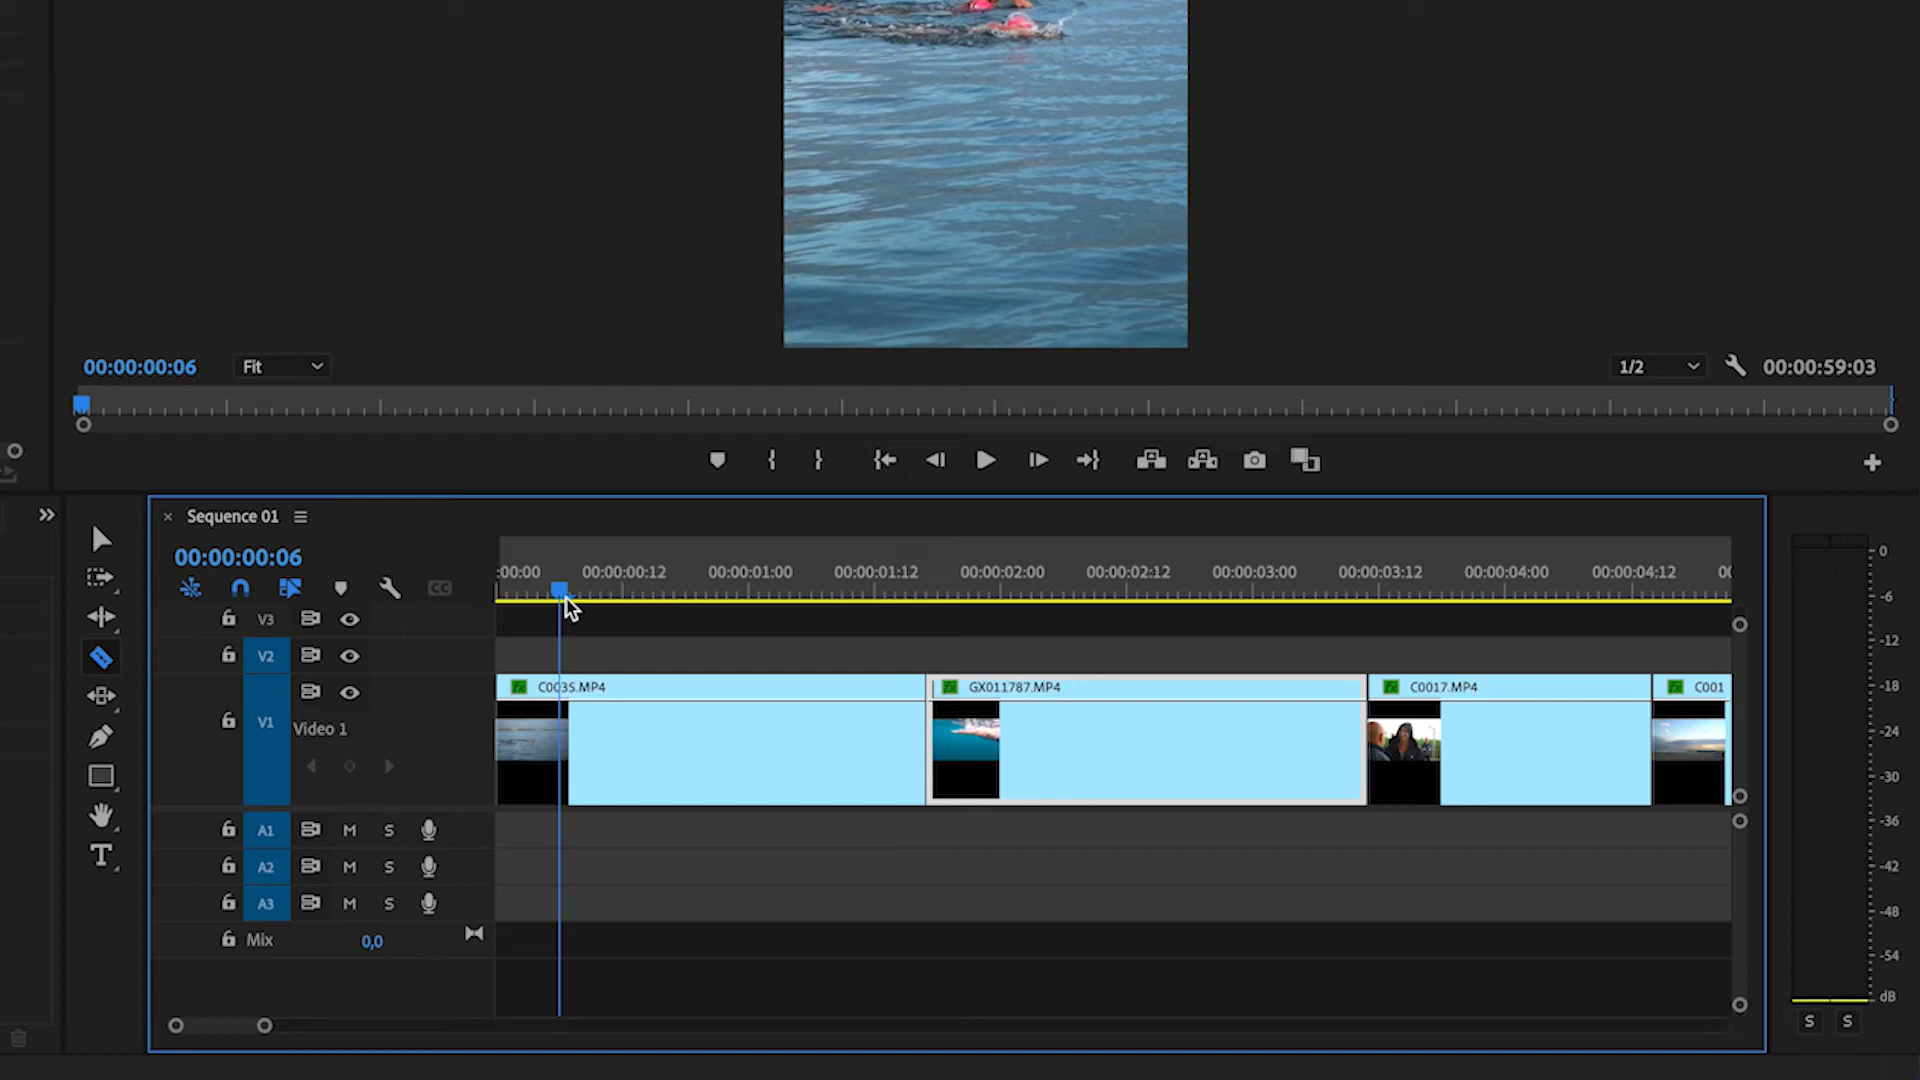 00:00:00:06 Fit 1/2 00:00:59:03
Sequence 01
00:00:00:06
:00:00 00:00:00:12 00:00:01:00 00:00:01:12 00:00:02:00 00:00:02:12 00:00:03:00 00:00:03:12 00:00:04:00 00:00:04:12 00
CC
V3
V2
C0035.MP4 GX011787.MP4 C0017.MP4 C001
V1 Video 1
A1 M S
A2 M S
A3 M S
Mix 0,0
0
-6
-12
-18
-24
-30
-36
-42
-48
-54
dB
S S
T